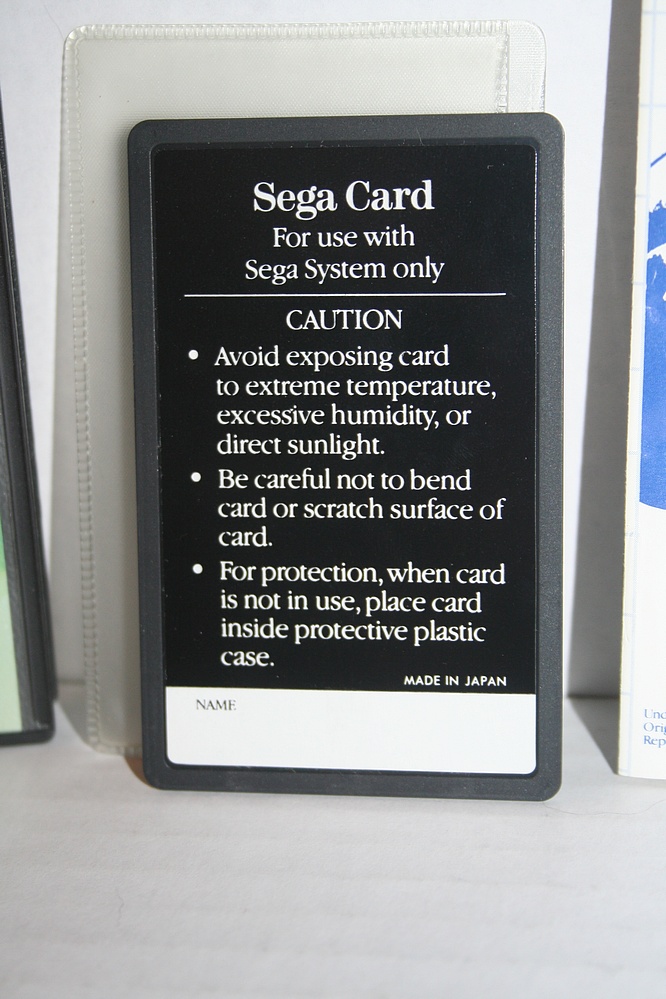 Sega Card
For use with
Sega System only
CAUTION
• Avoid exposing card
to extreme temperature,
excessive humidity, or
direct sunlight.
• Be careful not to bend
card or scratch surface of
card.
• For protection, when card
is not in use, place card
inside protective plastic
case.
MADE IN JAPAN
NAME